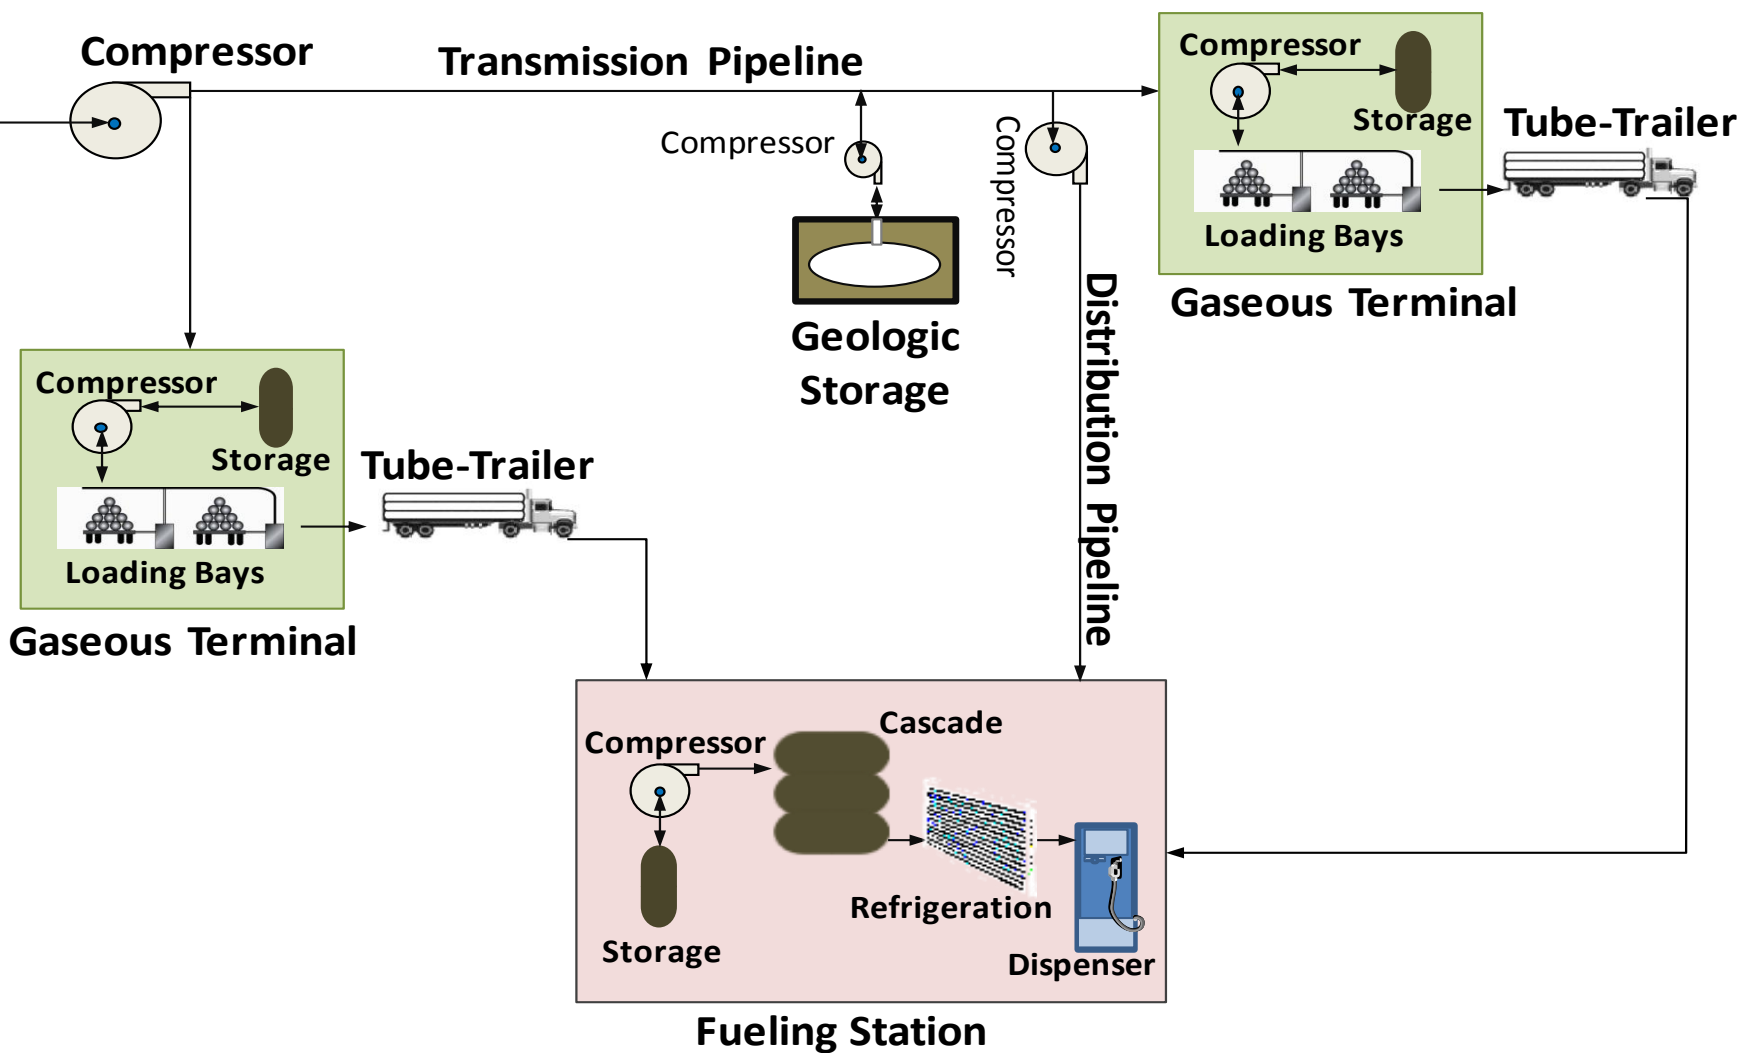 Compressor
Transmission Pipeline
Compressor
Storage
Tube-Trailer
Compressor
Compressor
Loading Bays
Gaseous Terminal
Geologic
Storage
Distribution Pipeline
Compressor
Storage
Tube-Trailer
Loading Bays
Gaseous Terminal
Cascade
Compressor
Refrigeration
Storage
Dispenser
Fueling Station